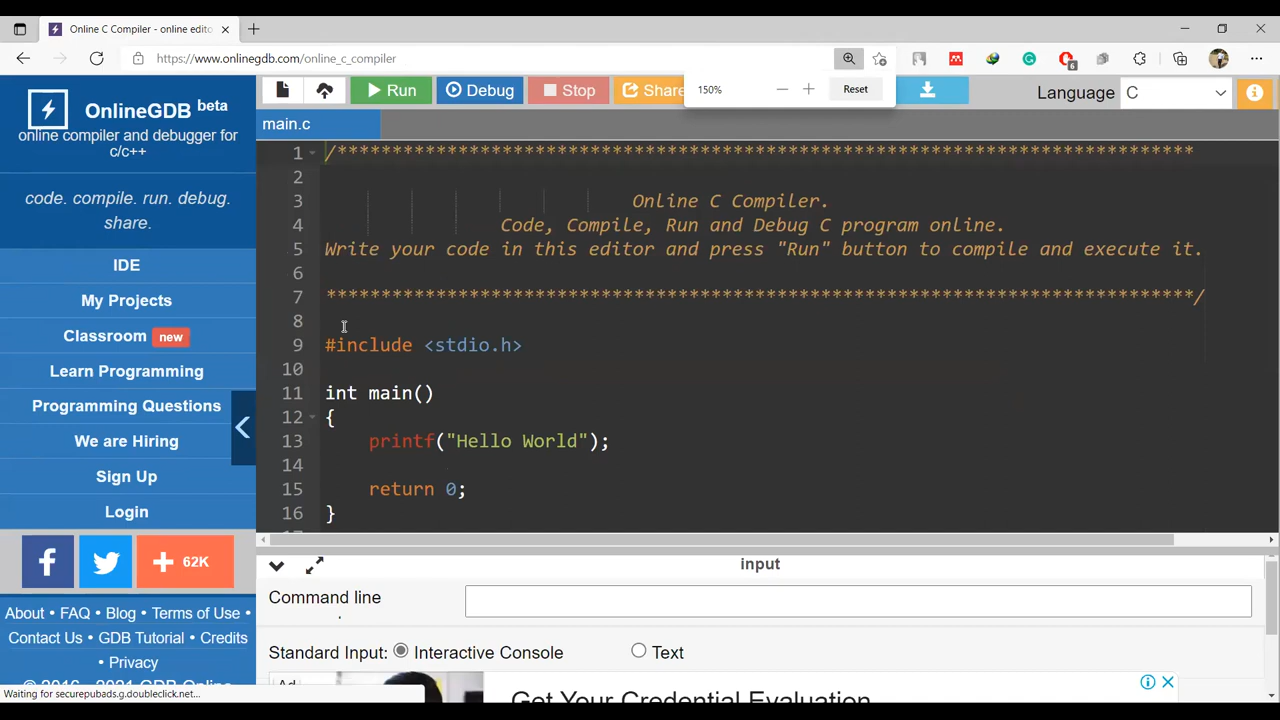 Online C Compiler - online edito
https://www.onlinegdb.com/online_c_compiler
6
150%
Reset
OnlineGDB beta
online compiler and debugger for
c/c++
code. compile. run. debug.
share.
IDE
My Projects
Classroom new
Learn Programming
Programming Questions
We are Hiring
Sign Up
Login
62K
About • FAQ • Blog • Terms of Use •
Contact Us • GDB Tutorial • Credits
• Privacy
Waiting for securepubads.g.doubleclick.net...
Run
Debug
Stop
Share
Language C
main.c
1 /*******************************************************************************
2
3 Online C Compiler.
4 Code, Compile, Run and Debug C program online.
5 Write your code in this editor and press "Run" button to compile and execute it.
6
7 *******************************************************************************/
8
9 #include <stdio.h>
10
11 int main()
12 {
13 printf("Hello World");
14
15 return 0;
16 }
input
Command line
Standard Input: Interactive Console Text
Ad
Get Your Credential Evaluation